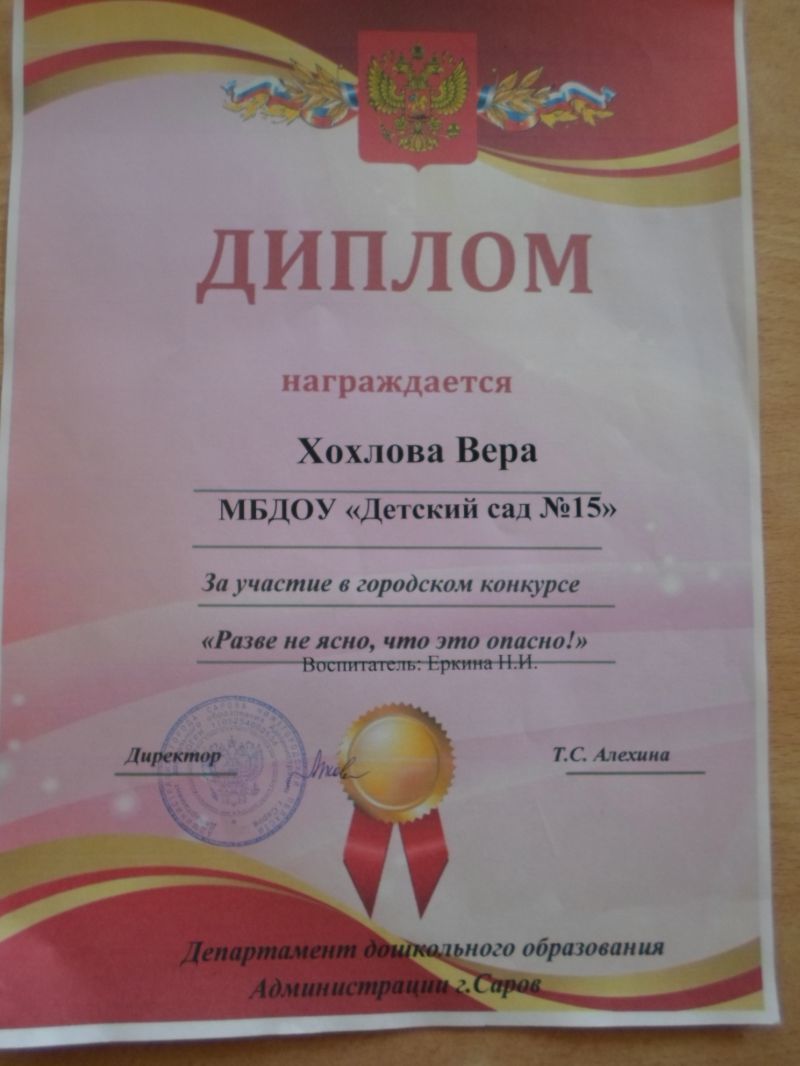 ДИПЛОМ
награждается
Хохлова Вера
МБДОУ «Детский сад №15»
За участие в городском конкурсе
«Разве не ясно, что это опасно!»
Воспитатель: Еркина Н.И.
Директор
Т.С. Алехина
Департамент дошкольного образования
Администрации г.Саров